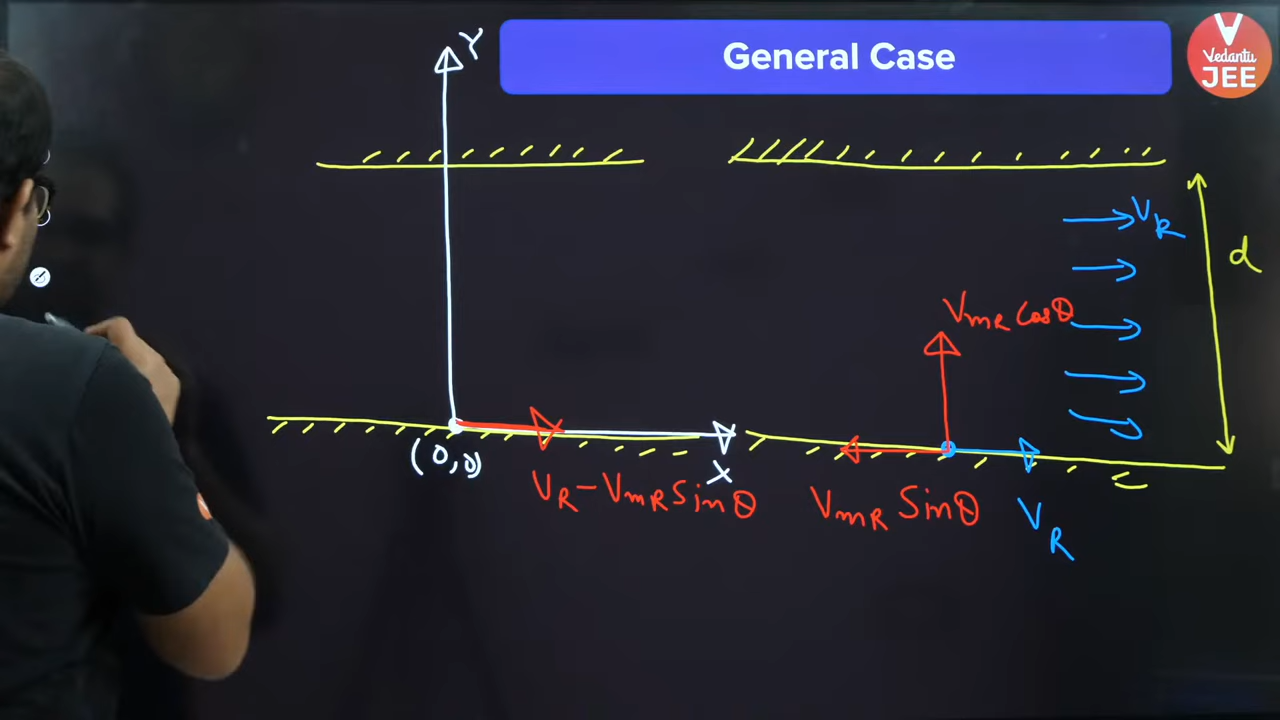 General Case
Vedantu
JEE
Y
V_R
d
V_mR Cosθ
(0,0)
X
V_R - V_mR Sinθ
V_mR Sinθ
V_R